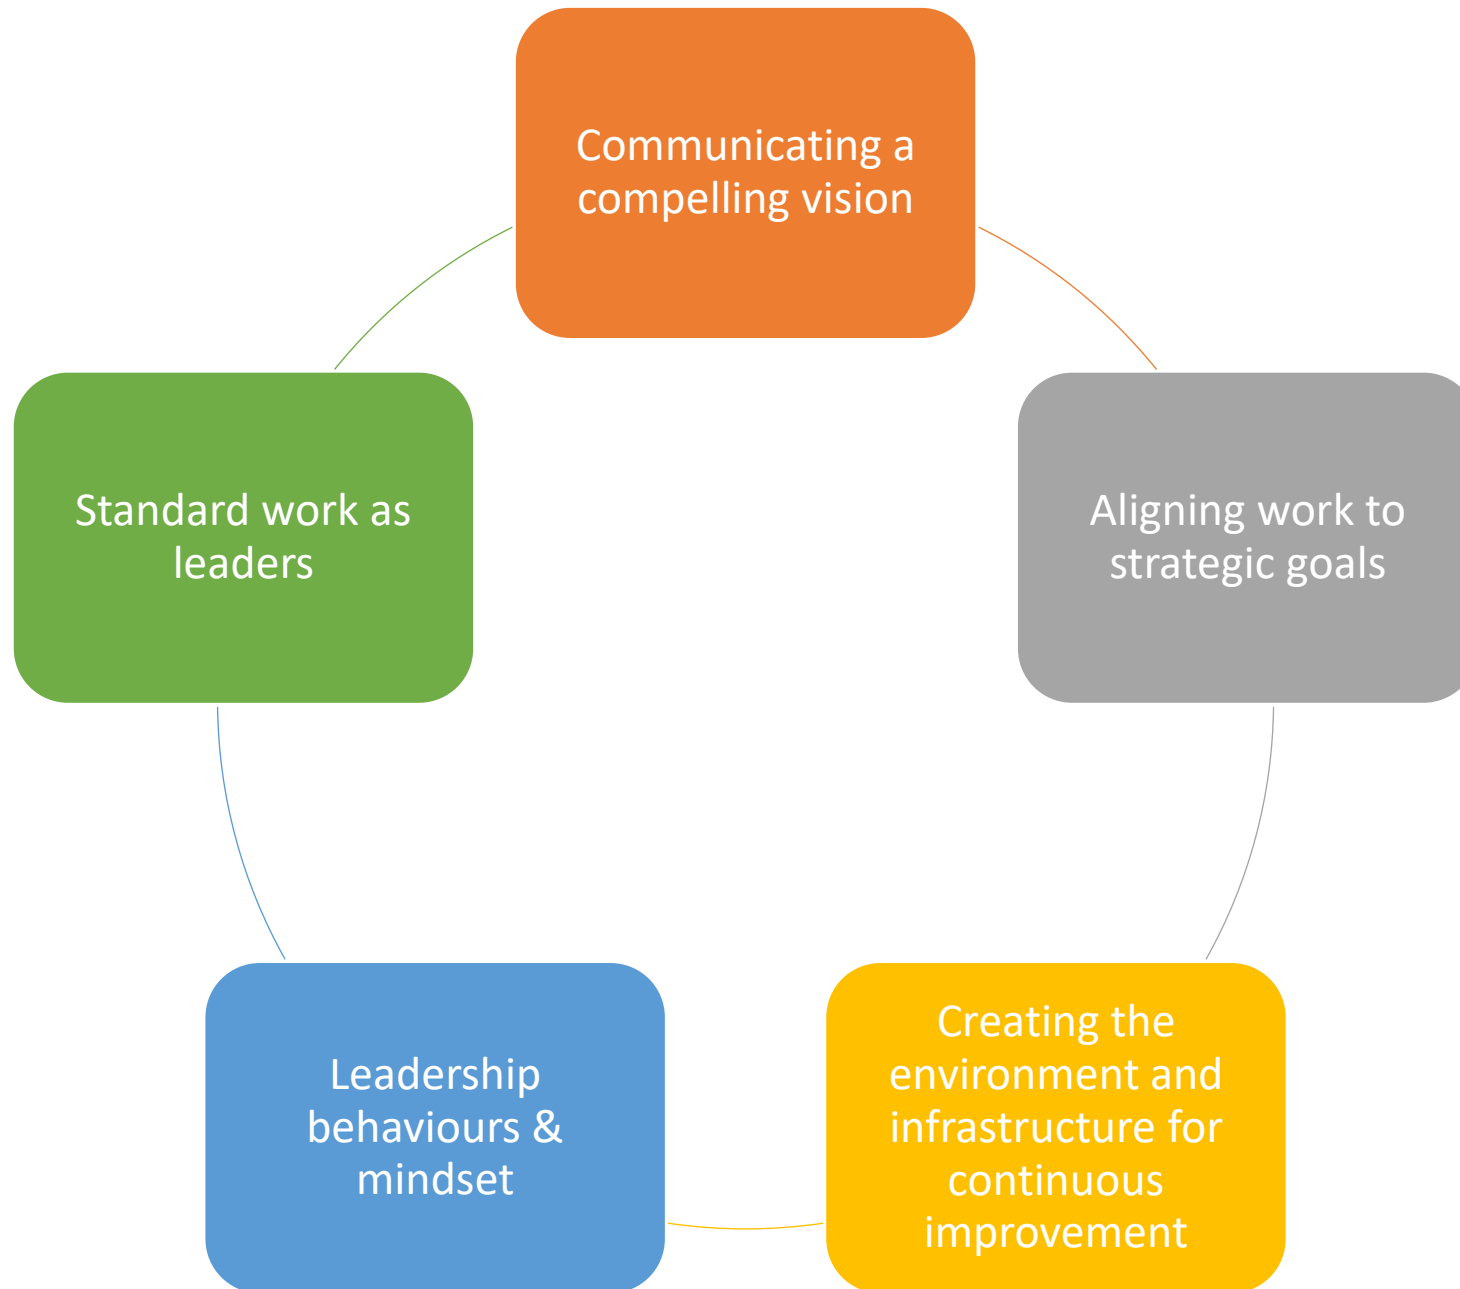 Communicating a
compelling vision
Aligning work to
strategic goals
Creating the
environment and
infrastructure for
continuous
improvement
Leadership
behaviours &
mindset
Standard work as
leaders